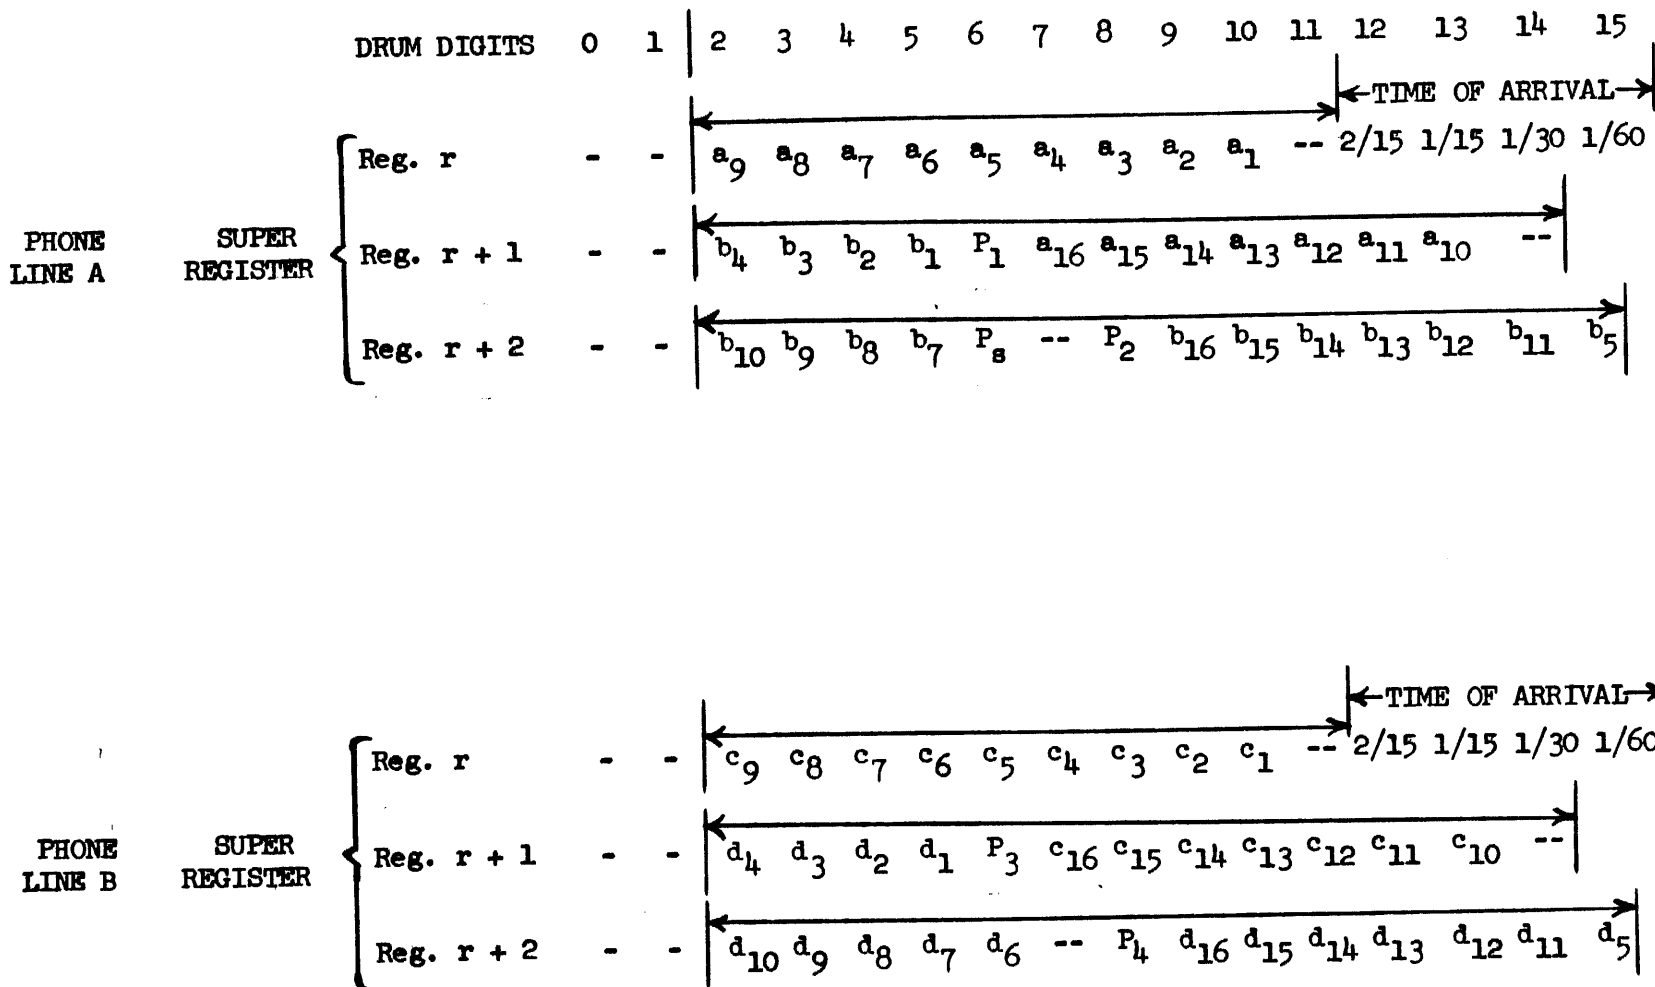 DRUM DIGITS 0 1 2 3 4 5 6 7 8 9 10 11 12 13 14 15
TIME OF ARRIVAL
Reg. r - - a9 a8 a7 a6 a5 a4 a3 a2 a1 -- 2/15 1/15 1/30 1/60
PHONE LINE A SUPER REGISTER Reg. r + 1 - - b4 b3 b2 b1 P1 a16 a15 a14 a13 a12 a11 a10 --
Reg. r + 2 - - b10 b9 b8 b7 Ps -- P2 b16 b15 b14 b13 b12 b11 b5
TIME OF ARRIVAL
Reg. r - - c9 c8 c7 c6 c5 c4 c3 c2 c1 -- 2/15 1/15 1/30 1/60
PHONE LINE B SUPER REGISTER Reg. r + 1 - - d4 d3 d2 d1 P3 c16 c15 c14 c13 c12 c11 c10 --
Reg. r + 2 - - d10 d9 d8 d7 d6 -- P4 d16 d15 d14 d13 d12 d11 d5